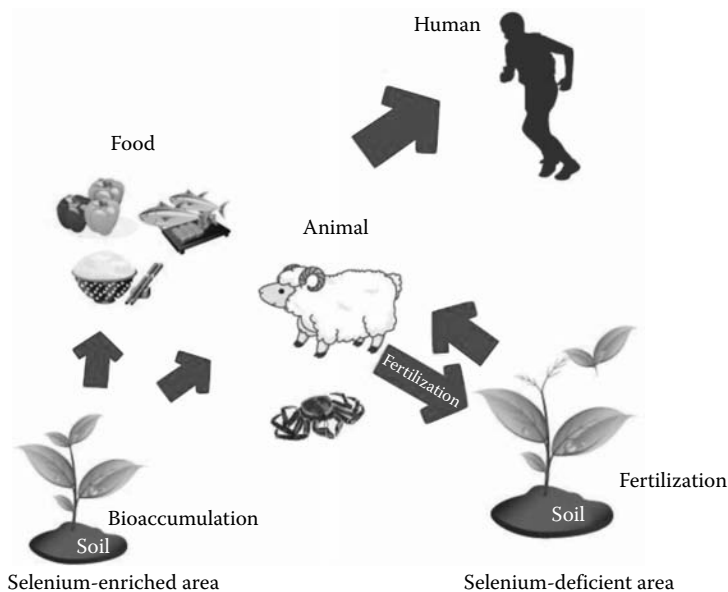 Human
Food
Animal
Fertilization
Fertilization
Bioaccumulation
Soil
Soil
Selenium-enriched area
Selenium-deficient area